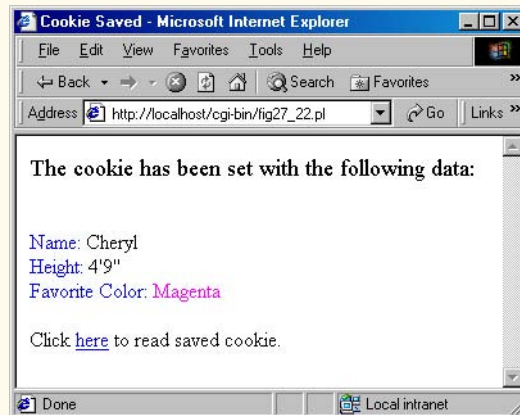 Cookie Saved - Microsoft Internet Explorer
File Edit View Favorites Tools Help
Back Search Favorites »
Address http://localhost/cgi-bin/fig27_22.pl Go Links »
The cookie has been set with the following data:
Name: Cheryl
Height: 4'9"
Favorite Color: Magenta
Click here to read saved cookie.
Done Local intranet